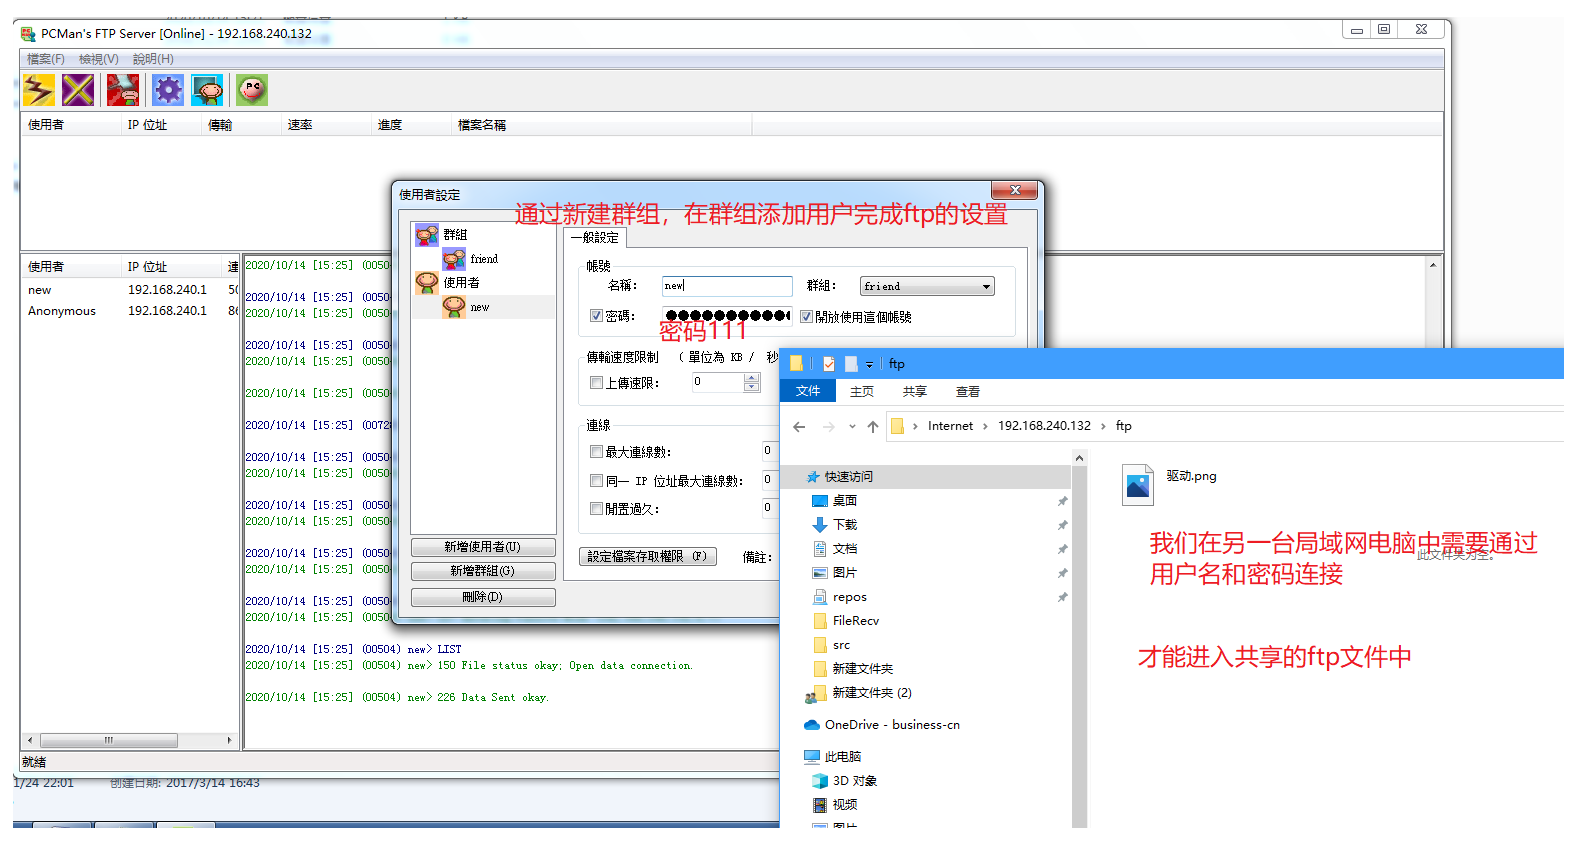 PCMan's FTP Server [Online] - 192.168.240.132
檔案(F) 檢視(V) 說明(H)
使用者 IP 位址 傳輸 速率 進度 檔案名稱
使用者設定
通过新建群组，在群组添加用户完成ftp的设置
群組
friend
使用者
new
新增使用者(U)
新增群組(G)
刪除(D)
一般設定
帳號
名稱： new 群組： friend
密碼： ●●●●●●●●●●● 開放使用這個帳號
密码111
傳輸速度限制 （ 單位為 KB / 秒
上傳速限： 0
連線
最大連線數： 0
同一 IP 位址最大連線數： 0
閒置過久： 0
設定檔案存取權限 (F) 備註：
使用者 IP 位址 連
new 192.168.240.1 50
Anonymous 192.168.240.1 86
2020/10/14 [15:25] (0050
2020/10/14 [15:25] (0050
2020/10/14 [15:25] (0050
2020/10/14 [15:25] (0050
2020/10/14 [15:25] (0050
2020/10/14 [15:25] (0050
2020/10/14 [15:25] (0072
2020/10/14 [15:25] (0050
2020/10/14 [15:25] (0050
2020/10/14 [15:25] (0050
2020/10/14 [15:25] (0050
2020/10/14 [15:25] (0050
2020/10/14 [15:25] (0050
2020/10/14 [15:25] (0050
2020/10/14 [15:25] (0050
2020/10/14 [15:25] (00504) new> LIST
2020/10/14 [15:25] (00504) new> 150 File status okay; Open data connection.
2020/10/14 [15:25] (00504) new> 226 Data Sent okay.
就緒
1/24 22:01 创建日期: 2017/3/14 16:43
ftp
文件 主页 共享 查看
Internet 192.168.240.132 ftp
快速访问
桌面
下载
文档
图片
repos
FileRecv
src
新建文件夹
新建文件夹 (2)
OneDrive - business-cn
此电脑
3D 对象
视频
图片
驱动.png
此文件夹为空。
我们在另一台局域网电脑中需要通过
用户名和密码连接
才能进入共享的ftp文件中